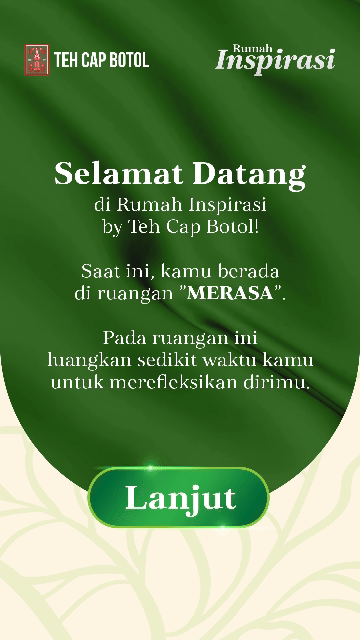 TEH CAP BOTOL
Rumah
Inspirasi
Selamat Datang
di Rumah Inspirasi
by Teh Cap Botol!
Saat ini, kamu berada
di ruangan "MERASA".
Pada ruangan ini
luangkan sedikit waktu kamu
untuk merefleksikan dirimu.
Lanjut